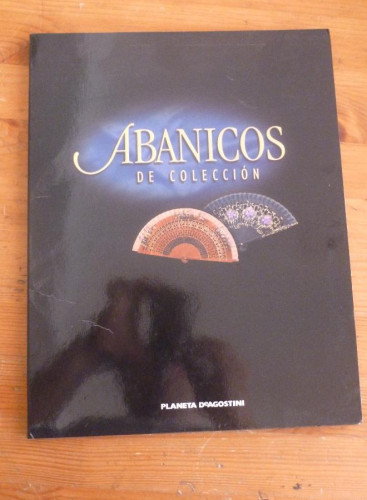 ABANICOS
DE COLECCIÓN
PLANETA DEAGOSTINI